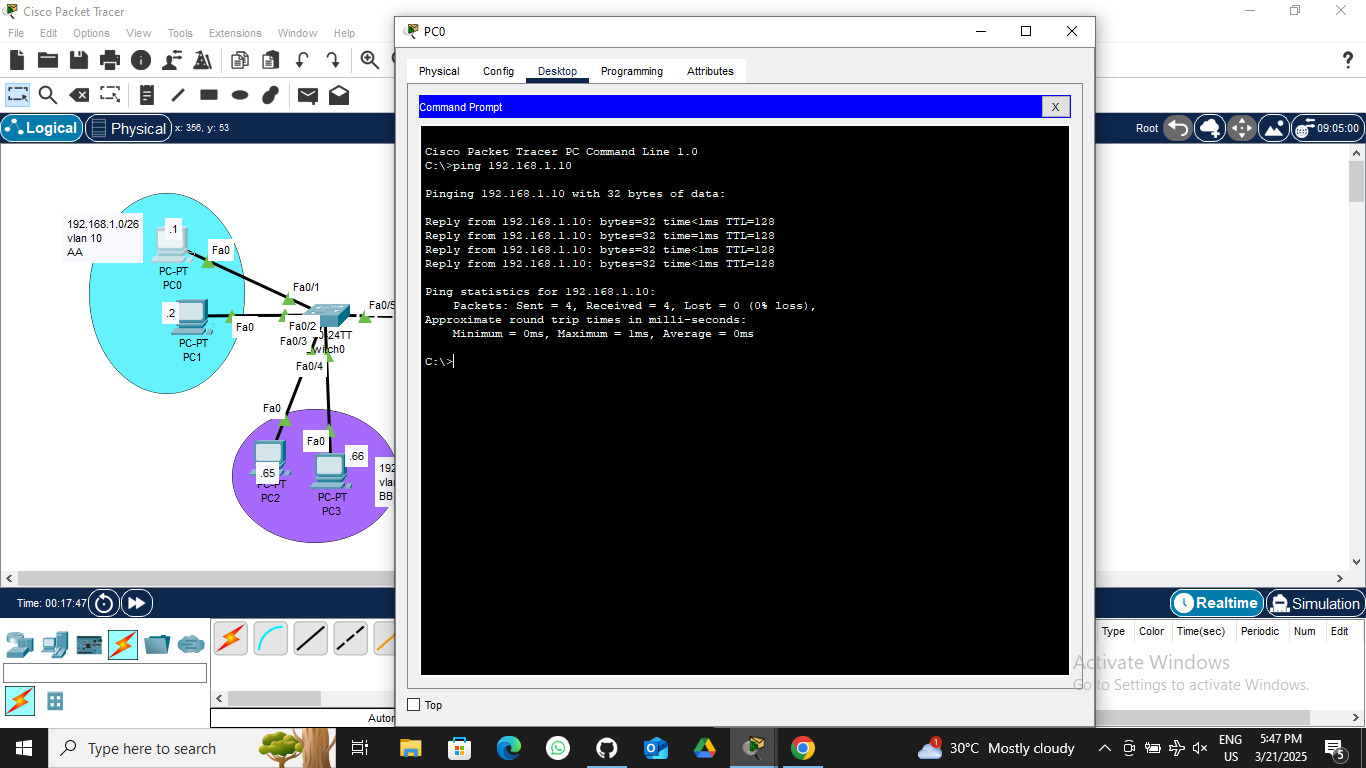 Cisco Packet Tracer
File Edit Options View Tools Extensions Window Help
Logical
Physical
x: 356, y: 53
Root
09:05:00
192.168.1.0/26
vlan 10
AA
.1
Fa0
PC-PT
PC0
.2
Fa0
PC-PT
PC1
Fa0/1
Fa0/2
Fa0/3
Fa0/4
Fa0/5
24TT
witch0
Fa0
.65
PC-PT
PC2
Fa0
.66
PC-PT
PC3
192
vla
BB
PC0
Physical Config Desktop Programming Attributes
Command Prompt
X
Cisco Packet Tracer PC Command Line 1.0
C:\>ping 192.168.1.10
Pinging 192.168.1.10 with 32 bytes of data:
Reply from 192.168.1.10: bytes=32 time<1ms TTL=128
Reply from 192.168.1.10: bytes=32 time=1ms TTL=128
Reply from 192.168.1.10: bytes=32 time<1ms TTL=128
Reply from 192.168.1.10: bytes=32 time<1ms TTL=128
Ping statistics for 192.168.1.10:
Packets: Sent = 4, Received = 4, Lost = 0 (0% loss),
Approximate round trip times in milli-seconds:
Minimum = 0ms, Maximum = 1ms, Average = 0ms
C:\>
Top
Time: 00:17:47
Realtime
Simulation
Type Color Time(sec) Periodic Num Edit
Autor
Activate Windows
Go to Settings to activate Windows.
Type here to search
1
30°C Mostly cloudy
ENG
US
5:47 PM
3/21/2025
5